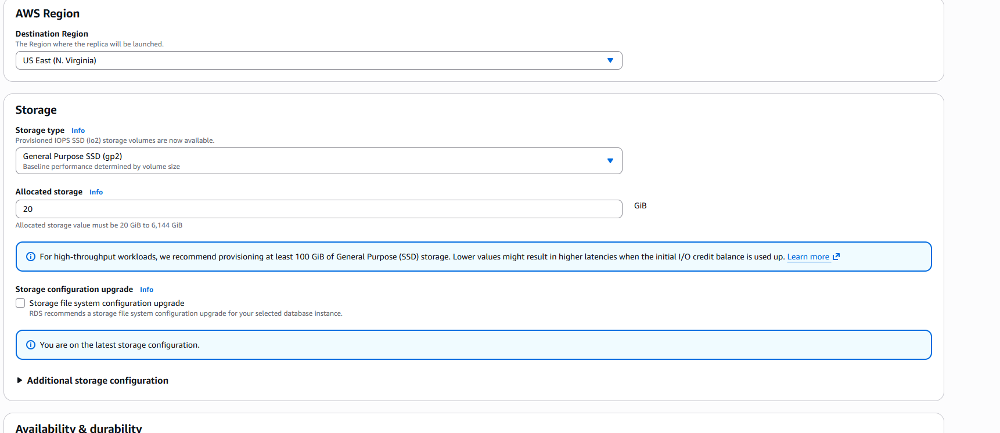 AWS Region
Destination Region
The Region where the replica will be launched.
US East (N. Virginia)
Storage
Storage type Info
Provisioned IOPS SSD (io2) storage volumes are now available.
General Purpose SSD (gp2)
Baseline performance determined by volume size
Allocated storage Info
20
GiB
Allocated storage value must be 20 GiB to 6,144 GiB
For high-throughput workloads, we recommend provisioning at least 100 GiB of General Purpose (SSD) storage. Lower values might result in higher latencies when the initial I/O credit balance is used up. Learn more
Storage configuration upgrade Info
Storage file system configuration upgrade
RDS recommends a storage file system configuration upgrade for your selected database instance.
You are on the latest storage configuration.
Additional storage configuration
Availability & durability